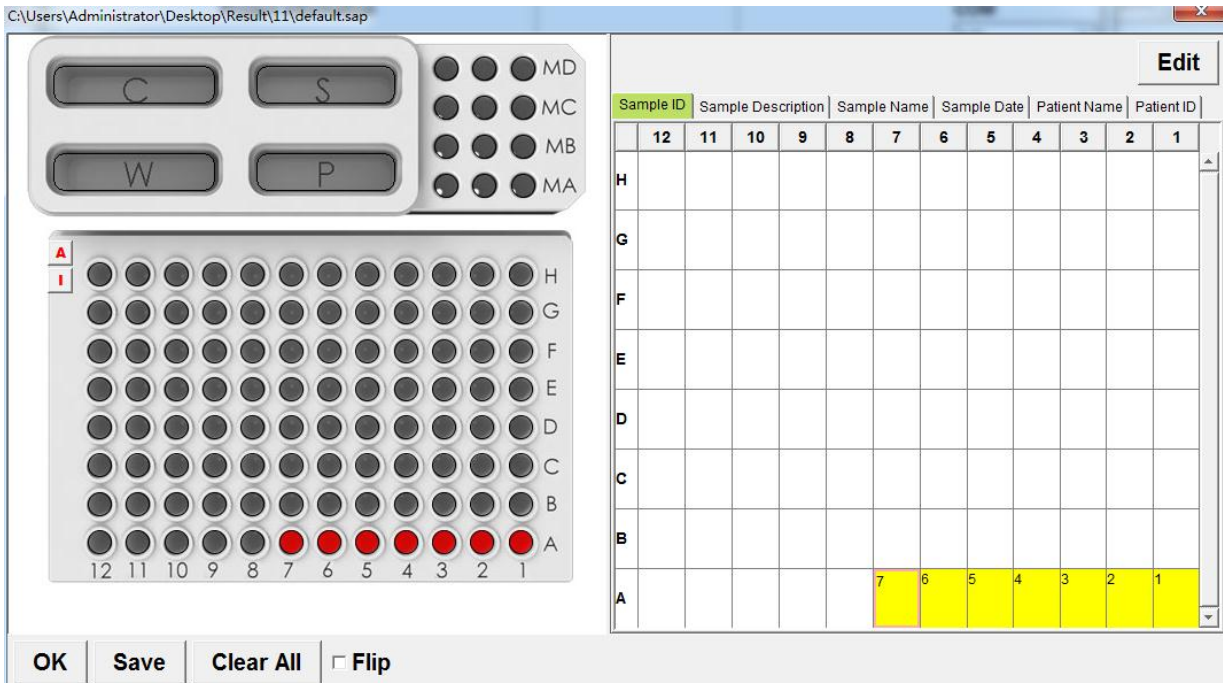 C:\Users\Administrator\Desktop\Result\11\default.sap
C S MD
MC
W P MB
MA
A
I
H
G
F
E
D
C
B
A
12 11 10 9 8 7 6 5 4 3 2 1
Edit
Sample ID Sample Description Sample Name Sample Date Patient Name Patient ID
12 11 10 9 8 7 6 5 4 3 2 1
H
G
F
E
D
C
B
A 7 6 5 4 3 2 1
OK Save Clear All Flip